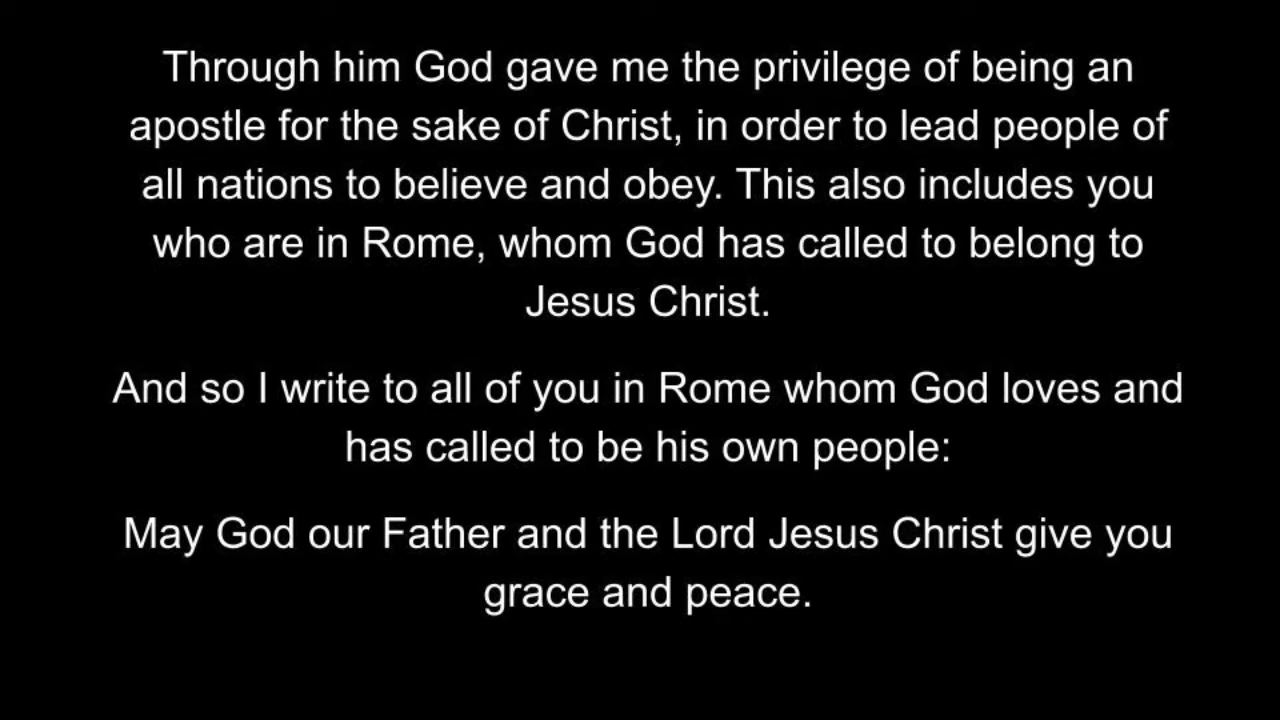 Through him God gave me the privilege of being an
apostle for the sake of Christ, in order to lead people of
all nations to believe and obey. This also includes you
who are in Rome, whom God has called to belong to
Jesus Christ.
And so I write to all of you in Rome whom God loves and
has called to be his own people:
May God our Father and the Lord Jesus Christ give you
grace and peace.